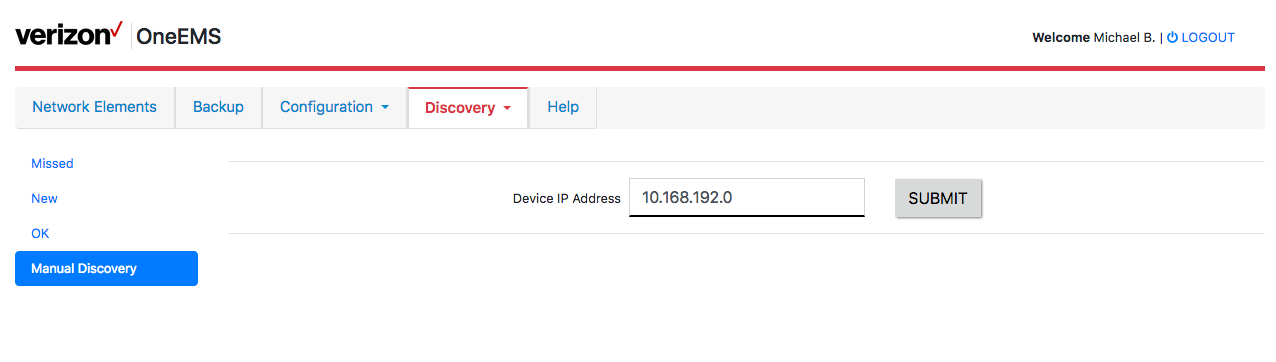 verizon✓ OneEMS
Welcome Michael B. | LOGOUT
Network Elements Backup Configuration Discovery Help
Missed
New
OK
Manual Discovery
Device IP Address 10.168.192.0 SUBMIT